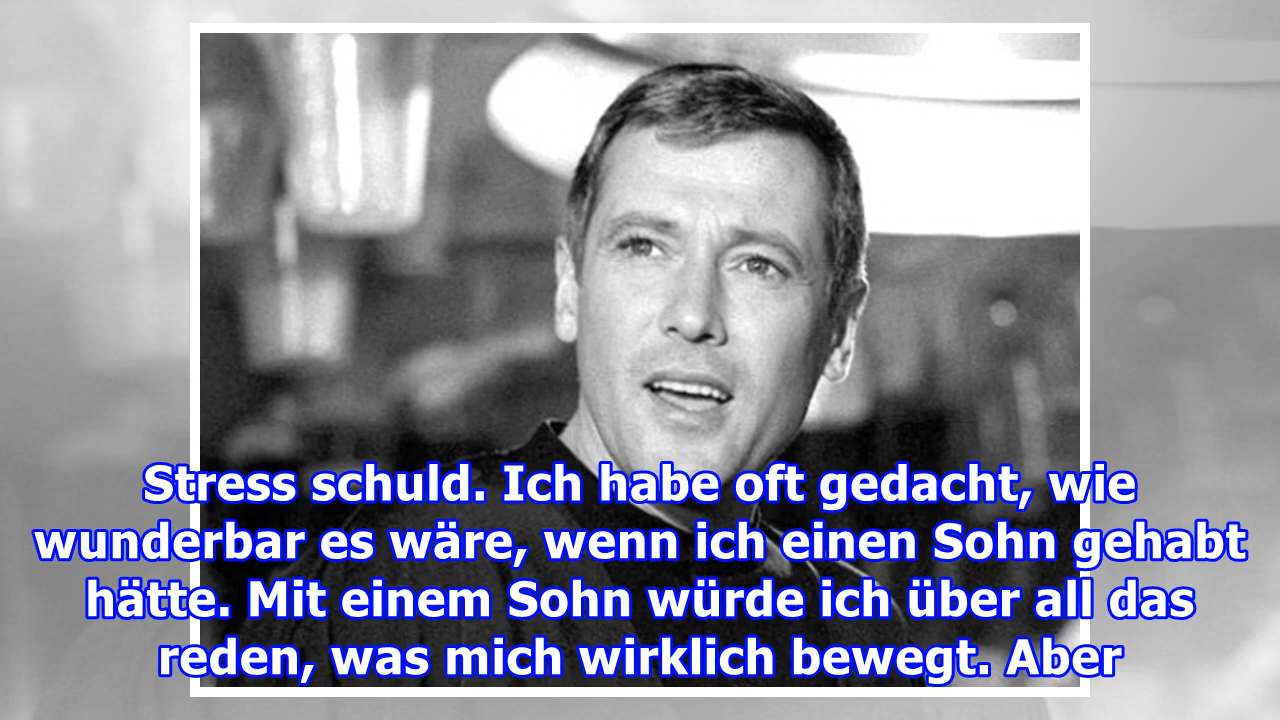 Stress schuld. Ich habe oft gedacht, wie
wunderbar es wäre, wenn ich einen Sohn gehabt
hätte. Mit einem Sohn würde ich über all das
reden, was mich wirklich bewegt. Aber